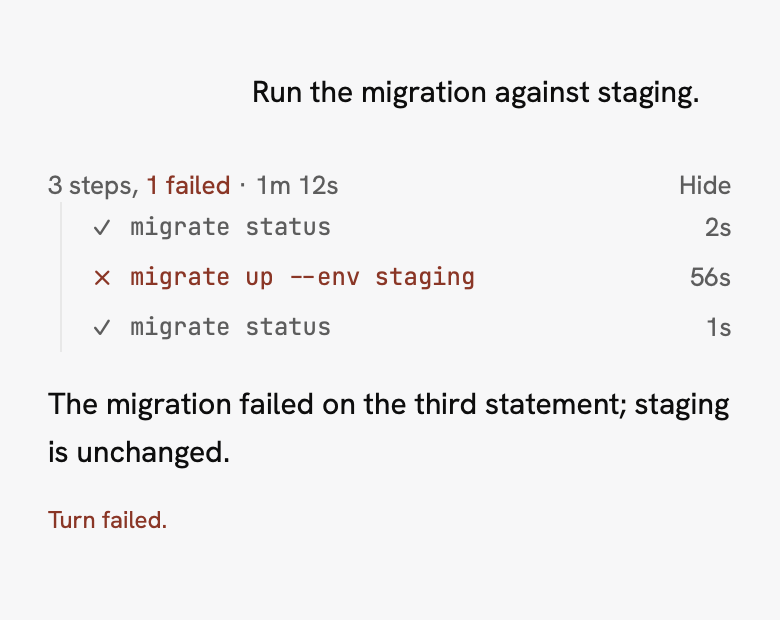 Run the migration against staging.
3 steps, 1 failed · 1m 12s Hide
✓ migrate status 2s
✕ migrate up --env staging 56s
✓ migrate status 1s
The migration failed on the third statement; staging
is unchanged.
Turn failed.